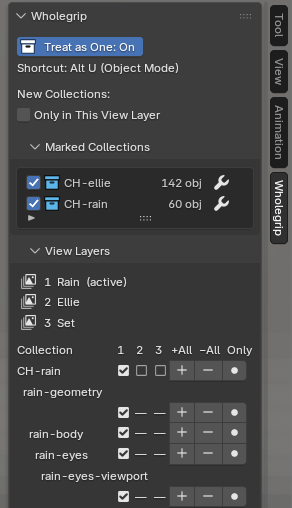 Wholegrip
Treat as One: On
Shortcut: Alt U (Object Mode)
New Collections:
Only in This View Layer
Marked Collections
CH-ellie 142 obj
CH-rain 60 obj
View Layers
1 Rain (active)
2 Ellie
3 Set
Collection 1 2 3 +All −All Only
CH-rain
rain-geometry
rain-body
rain-eyes
rain-eyes-viewport
Tool
View
Animation
Wholegrip